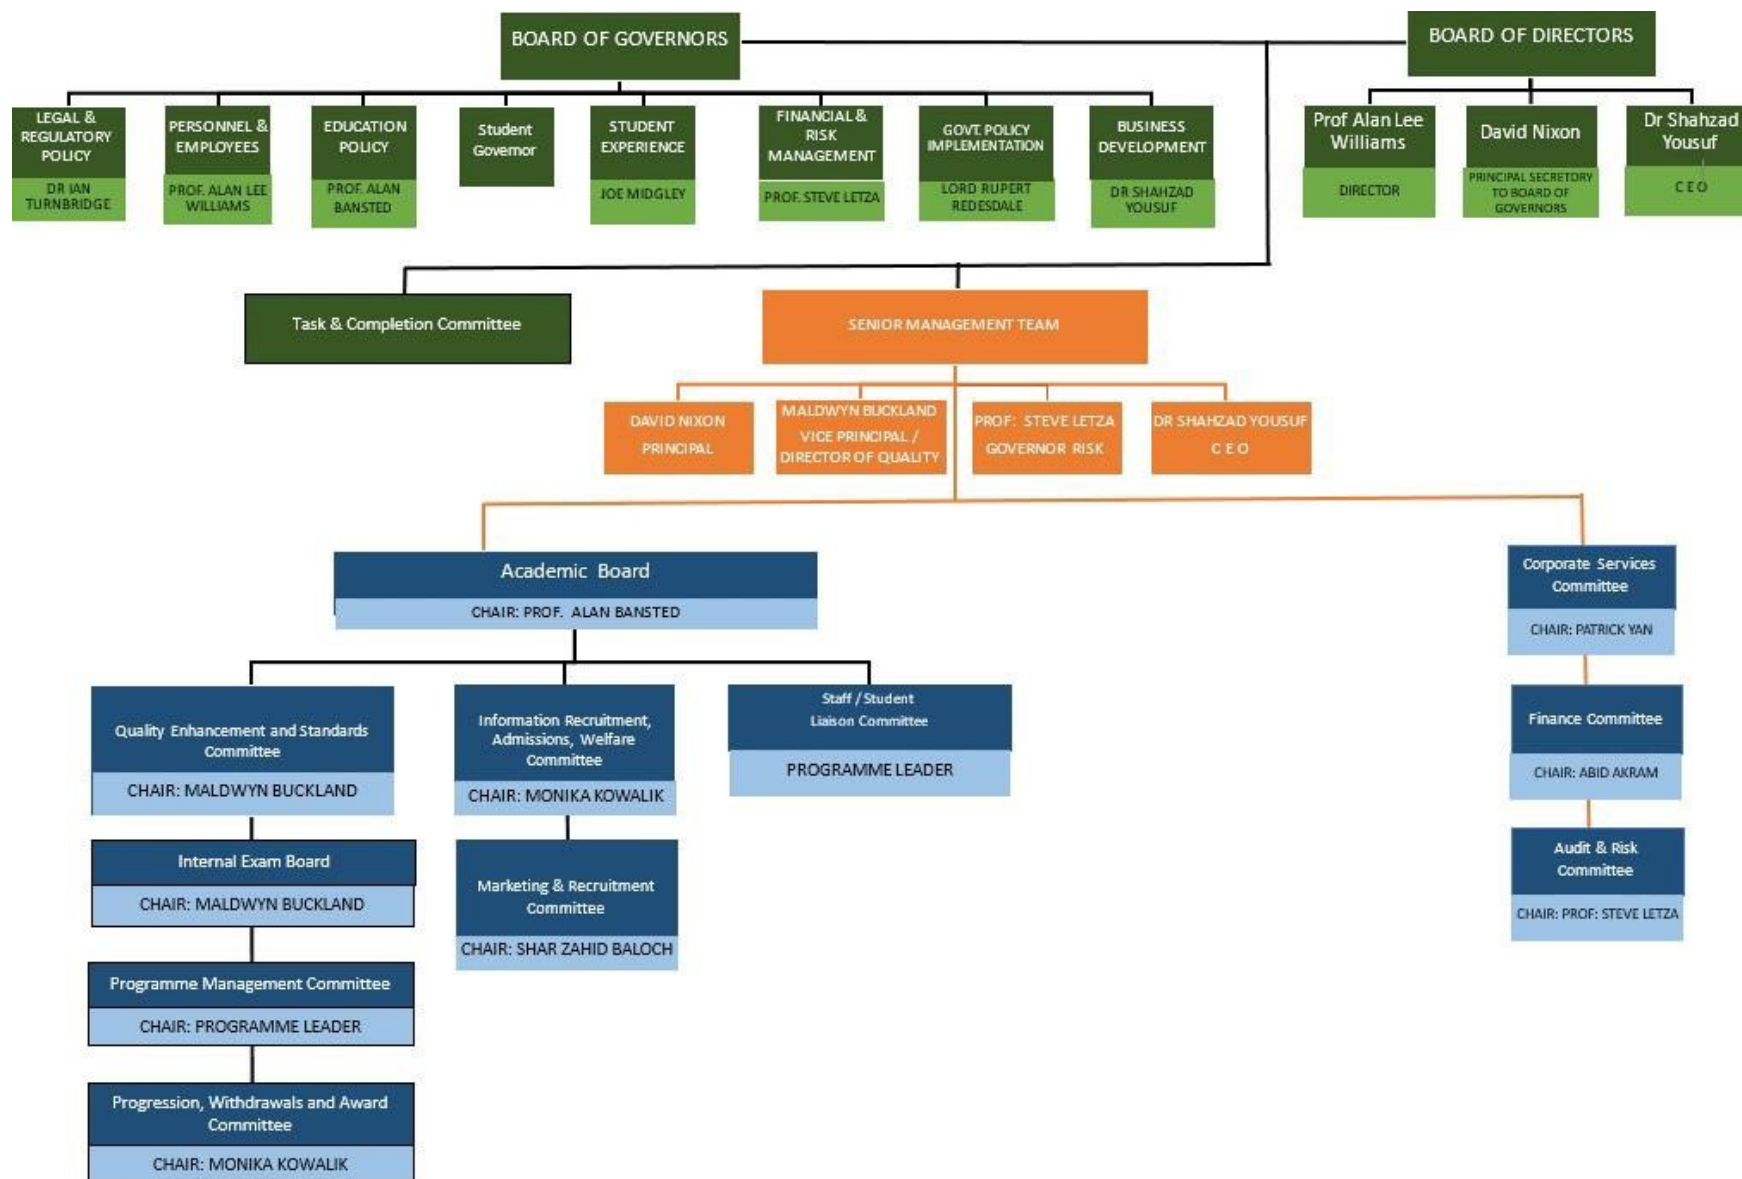 BOARD OF GOVERNORS
BOARD OF DIRECTORS
LEGAL &
REGULATORY
POLICY
DR IAN
TURNBRIDGE
PERSONNEL &
EMPLOYEES
PROF. ALAN LEE
WILLIAMS
EDUCATION
POLICY
PROF. ALAN
BANSTED
Student
Governor
STUDENT
EXPERIENCE
JOE MIDGLEY
FINANCIAL &
RISK
MANAGEMENT
PROF. STEVE LETZA
GOVT. POLICY
IMPLEMENTATION
LORD RUPERT
REDESDALE
BUSINESS
DEVELOPMENT
DR SHAHZAD
YOUSUF
Prof Alan Lee
Williams
DIRECTOR
David Nixon
PRINCIPAL SECRETORY
TO BOARD OF
GOVERNORS
Dr Shahzad
Yousuf
C E O
Task & Completion Committee
SENIOR MANAGEMENT TEAM
DAVID NIXON
PRINCIPAL
MALDWYN BUCKLAND
VICE PRINCIPAL /
DIRECTOR OF QUALITY
PROF: STEVE LETZA
GOVERNOR RISK
DR SHAHZAD YOUSUF
C E O
Academic Board
CHAIR: PROF. ALAN BANSTED
Corporate Services
Committee
CHAIR: PATRICK YAN
Quality Enhancement and Standards
Committee
CHAIR: MALDWYN BUCKLAND
Information Recruitment,
Admissions, Welfare
Committee
CHAIR: MONIKA KOWALIK
Staff / Student
Liaison Committee
PROGRAMME LEADER
Finance Committee
CHAIR: ABID AKRAM
Internal Exam Board
CHAIR: MALDWYN BUCKLAND
Marketing & Recruitment
Committee
CHAIR: SHAR ZAHID BALOCH
Audit & Risk
Committee
CHAIR: PROF: STEVE LETZA
Programme Management Committee
CHAIR: PROGRAMME LEADER
Progression, Withdrawals and Award
Committee
CHAIR: MONIKA KOWALIK